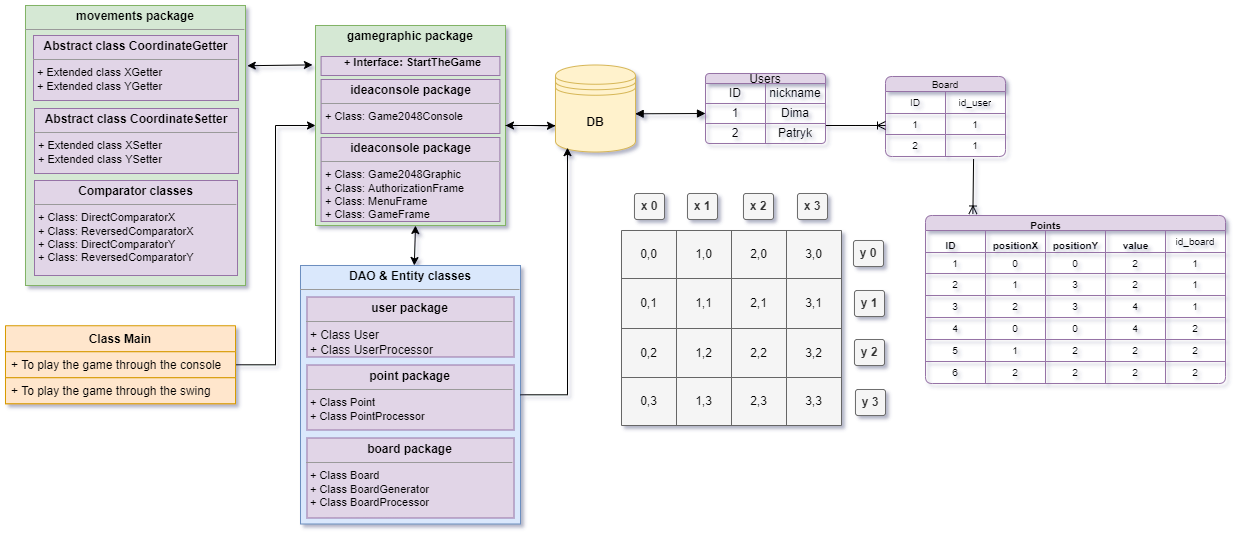 movements package
Abstract class CoordinateGetter
+ Extended class XGetter
+ Extended class YGetter
Abstract class CoordinateSetter
+ Extended class XSetter
+ Extended class YSetter
Comparator classes
+ Class: DirectComparatorX
+ Class: ReversedComparatorX
+ Class: DirectComparatorY
+ Class: ReversedComparatorY
Class Main
+ To play the game through the console
+ To play the game through the swing
gamegraphic package
+ Interface: StartTheGame
ideaconsole package
+ Class: Game2048Console
ideaconsole package
+ Class: Game2048Graphic
+ Class: AuthorizationFrame
+ Class: MenuFrame
+ Class: GameFrame
DAO & Entity classes
user package
+ Class User
+ Class UserProcessor
point package
+ Class Point
+ Class PointProcessor
board package
+ Class Board
+ Class BoardGenerator
+ Class BoardProcessor
DB
Users
ID nickname
1 Dima
2 Patryk
Board
ID id_user
1 1
2 1
Points
ID positionX positionY value id_board
1 0 0 2 1
2 1 3 2 1
3 2 3 4 1
4 0 0 4 2
5 1 2 2 2
6 2 2 2 2
x 0 x 1 x 2 x 3
0,0 1,0 2,0 3,0 y 0
0,1 1,1 2,1 3,1 y 1
0,2 1,2 2,2 3,2 y 2
0,3 1,3 2,3 3,3 y 3